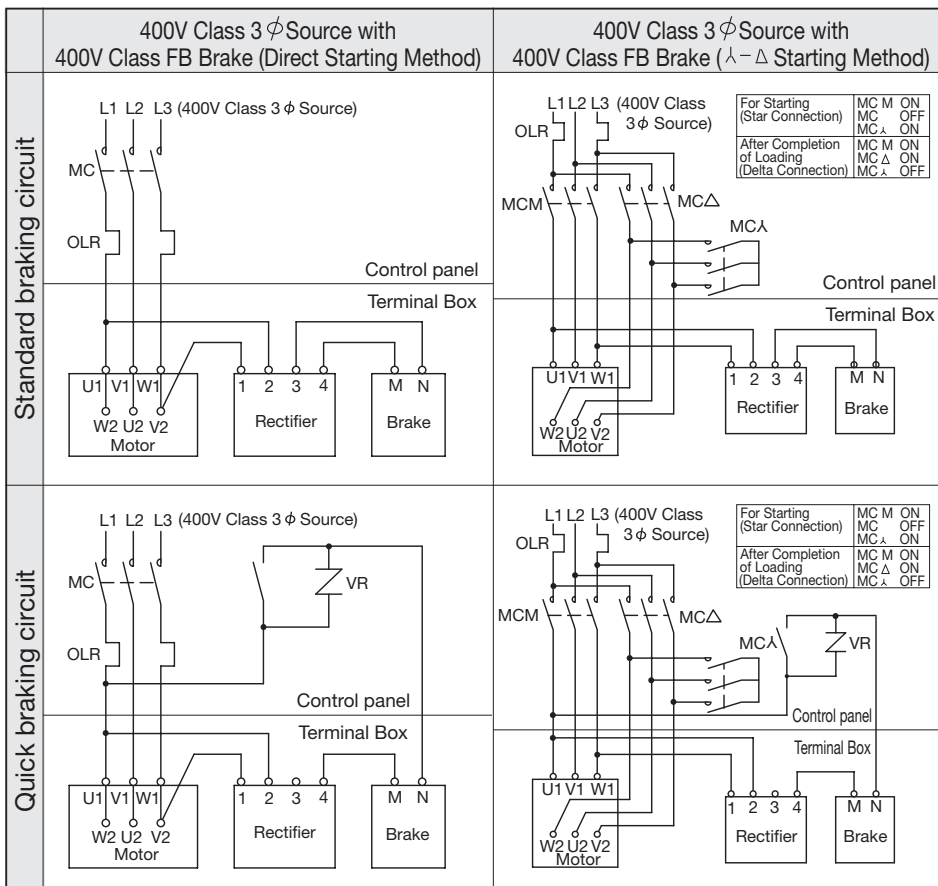 400V Class 3 ϕ Source with
400V Class FB Brake (Direct Starting Method)
400V Class 3 ϕ Source with
400V Class FB Brake (⅄-Δ Starting Method)
Standard braking circuit
L1 L2 L3 (400V Class 3 ϕ Source)
MC
OLR
Control panel
Terminal Box
U1 V1 W1
W2 U2 V2
Motor
1 2 3 4
Rectifier
M N
Brake
L1 L2 L3 (400V Class
3 ϕ Source)
OLR
For Starting
(Star Connection)
MC M ON
MC OFF
MC⅄ ON
After Completion
of Loading
(Delta Connection)
MC M ON
MC Δ ON
MC⅄ OFF
MCM
MCΔ
MC⅄
Control panel
Terminal Box
U1 V1 W1
W2 U2 V2
Motor
1 2 3 4
Rectifier
M N
Brake
Quick braking circuit
L1 L2 L3 (400V Class 3 ϕ Source)
MC
VR
OLR
Control panel
Terminal Box
U1 V1 W1
W2 U2 V2
Motor
1 2 3 4
Rectifier
M N
Brake
L1 L2 L3 (400V Class
3 ϕ Source)
OLR
For Starting
(Star Connection)
MC M ON
MC OFF
MC⅄ ON
After Completion
of Loading
(Delta Connection)
MC M ON
MC Δ ON
MC⅄ OFF
MCM
MCΔ
MC⅄
VR
Control panel
Terminal Box
U1 V1 W1
W2 U2 V2
Motor
1 2 3 4
Rectifier
M N
Brake